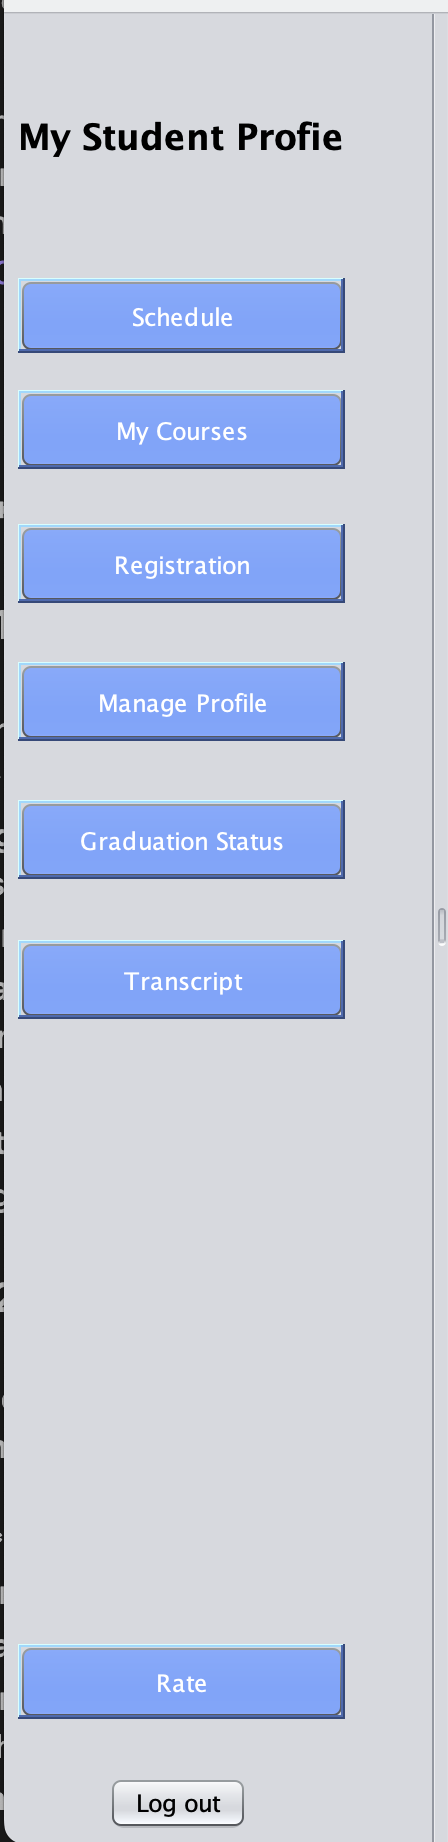 My Student Profie
Schedule
My Courses
Registration
Manage Profile
Graduation Status
Transcript
Rate
Log out